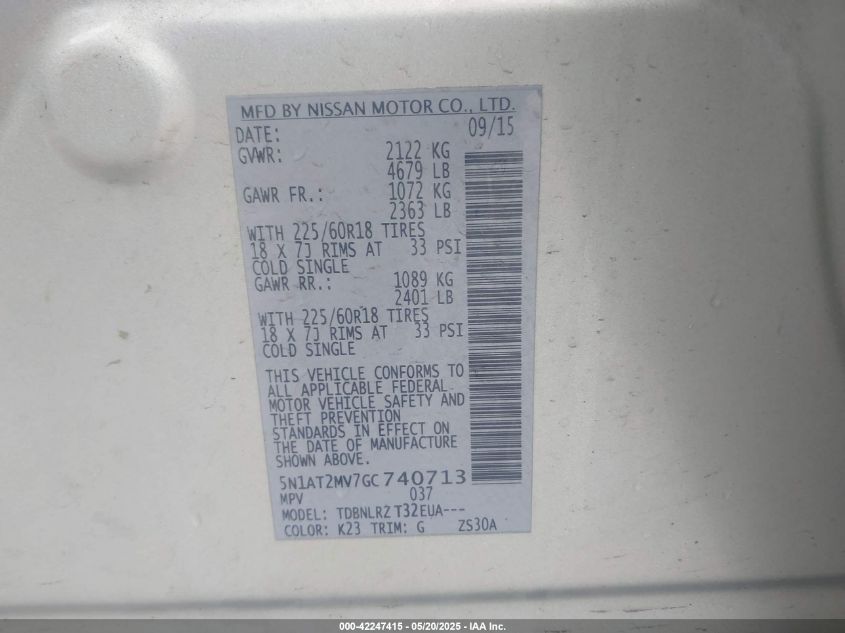 MFD BY NISSAN MOTOR CO., LTD.
DATE: 09/15
GVWR: 2122 KG
4679 LB
GAWR FR.: 1072 KG
2363 LB
WITH 225/60R18 TIRES
18 X 7J RIMS AT 33 PSI
COLD SINGLE
GAWR RR.: 1089 KG
2401 LB
WITH 225/60R18 TIRES
18 X 7J RIMS AT 33 PSI
COLD SINGLE
THIS VEHICLE CONFORMS TO
ALL APPLICABLE FEDERAL
MOTOR VEHICLE SAFETY AND
THEFT PREVENTION
STANDARDS IN EFFECT ON
THE DATE OF MANUFACTURE
SHOWN ABOVE.
5N1AT2MV7GC740713
MPV 037
MODEL: TDBNLRZ T32EUA---
COLOR: K23 TRIM: G ZS30A
000-42247415 - 05/20/2025 - IAA Inc.